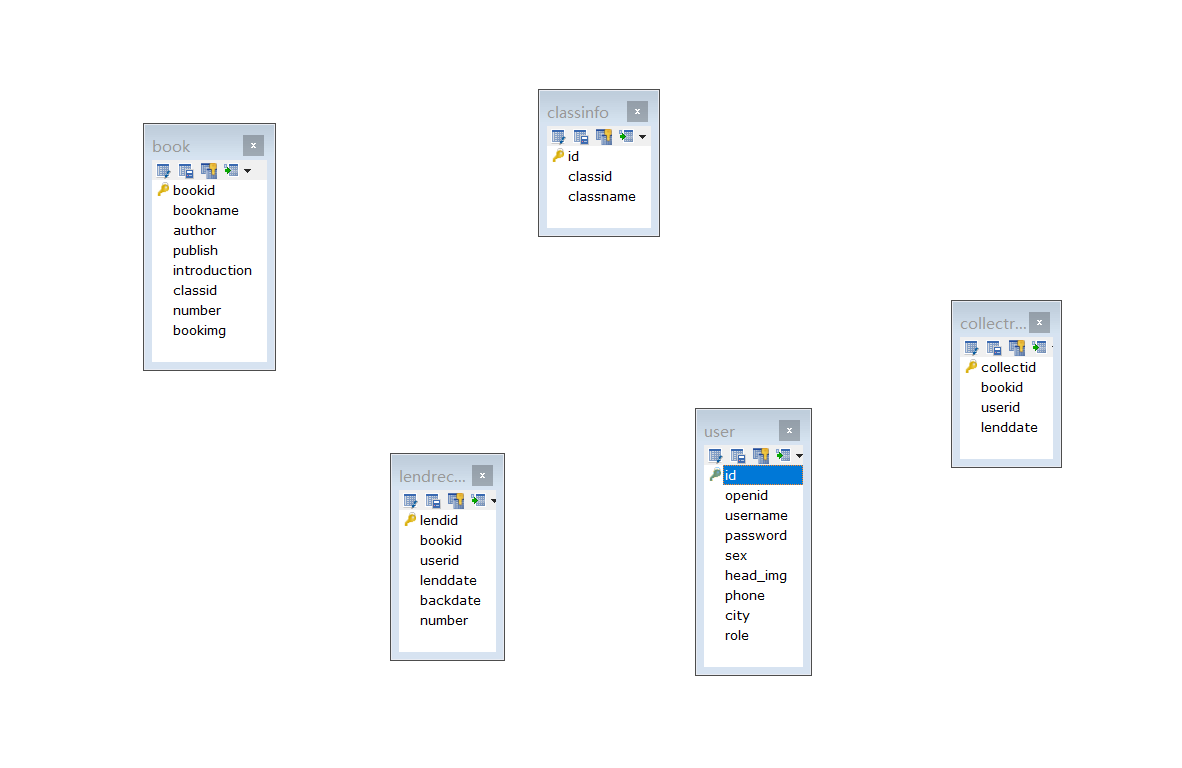 book
bookid
bookname
author
publish
introduction
classid
number
bookimg
classinfo
id
classid
classname
lendrec...
lendid
bookid
userid
lenddate
backdate
number
user
id
openid
username
password
sex
head_img
phone
city
role
collectr...
collectid
bookid
userid
lenddate